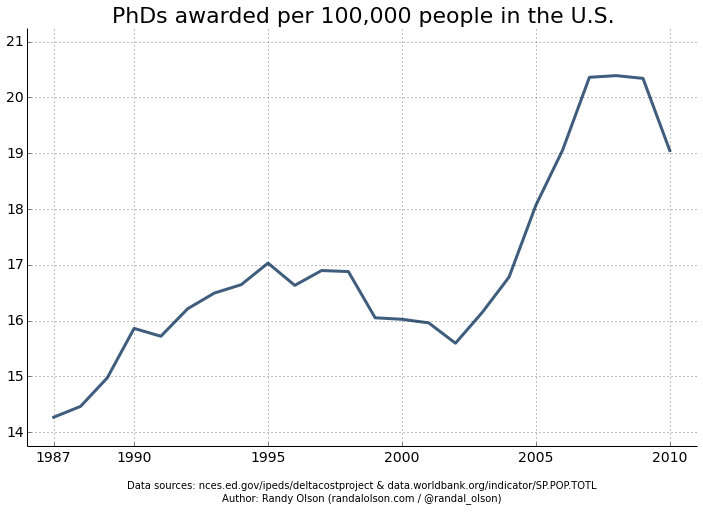 PhDs awarded per 100,000 people in the U.S.
21
20
19
18
17
16
15
14
1987 1990 1995 2000 2005 2010
Data sources: nces.ed.gov/ipeds/deltacostproject & data.worldbank.org/indicator/SP.POP.TOTL
Author: Randy Olson (randalolson.com / @randal_olson)